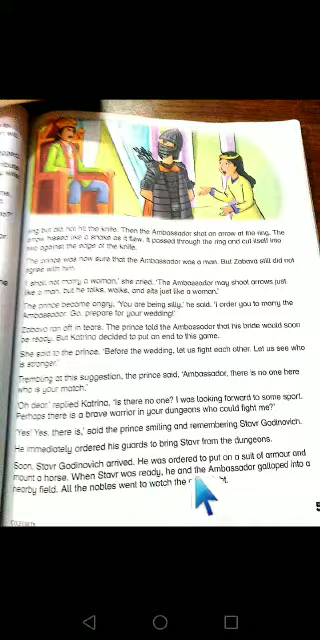 ring but did not hit the knife. Then the Ambassador shot an arrow at the ring. The
arrow hissed like a snake as it flew. It passed through the ring and cut itself into
two against the edge of the knife.
The prince was now sure that the Ambassador was a man. But Zabava still did not
agree with him.
'I shall not marry a woman,' she cried. 'The Ambassador may shoot arrows just
like a man, but he talks, walks, and sits just like a woman.'
The prince became angry. 'You are being silly,' he said. 'I order you to marry the
Ambassador. Go, prepare for your wedding!'
Zabava ran off in tears. The prince told the Ambassador that his bride would soon
be ready. But Katrina decided to put an end to this game.
She said to the prince, 'Before the wedding, let us fight each other. Let us see who
is stronger.'
Trembling at this suggestion, the prince said, 'Ambassador, there is no one here
who is your match.'
'Oh dear,' replied Katrina, 'Is there no one? I was looking forward to some sport.
Perhaps there is a brave warrior in your dungeons who could fight me?'
'Yes! Yes, there is,' said the prince smiling and remembering Stavr Godinovich.
He immediately ordered his guards to bring Stavr from the dungeons.
Soon, Stavr Godinovich arrived. He was ordered to put on a suit of armour and
mount a horse. When Stavr was ready, he and the Ambassador galloped into a
nearby field. All the nobles went to watch the